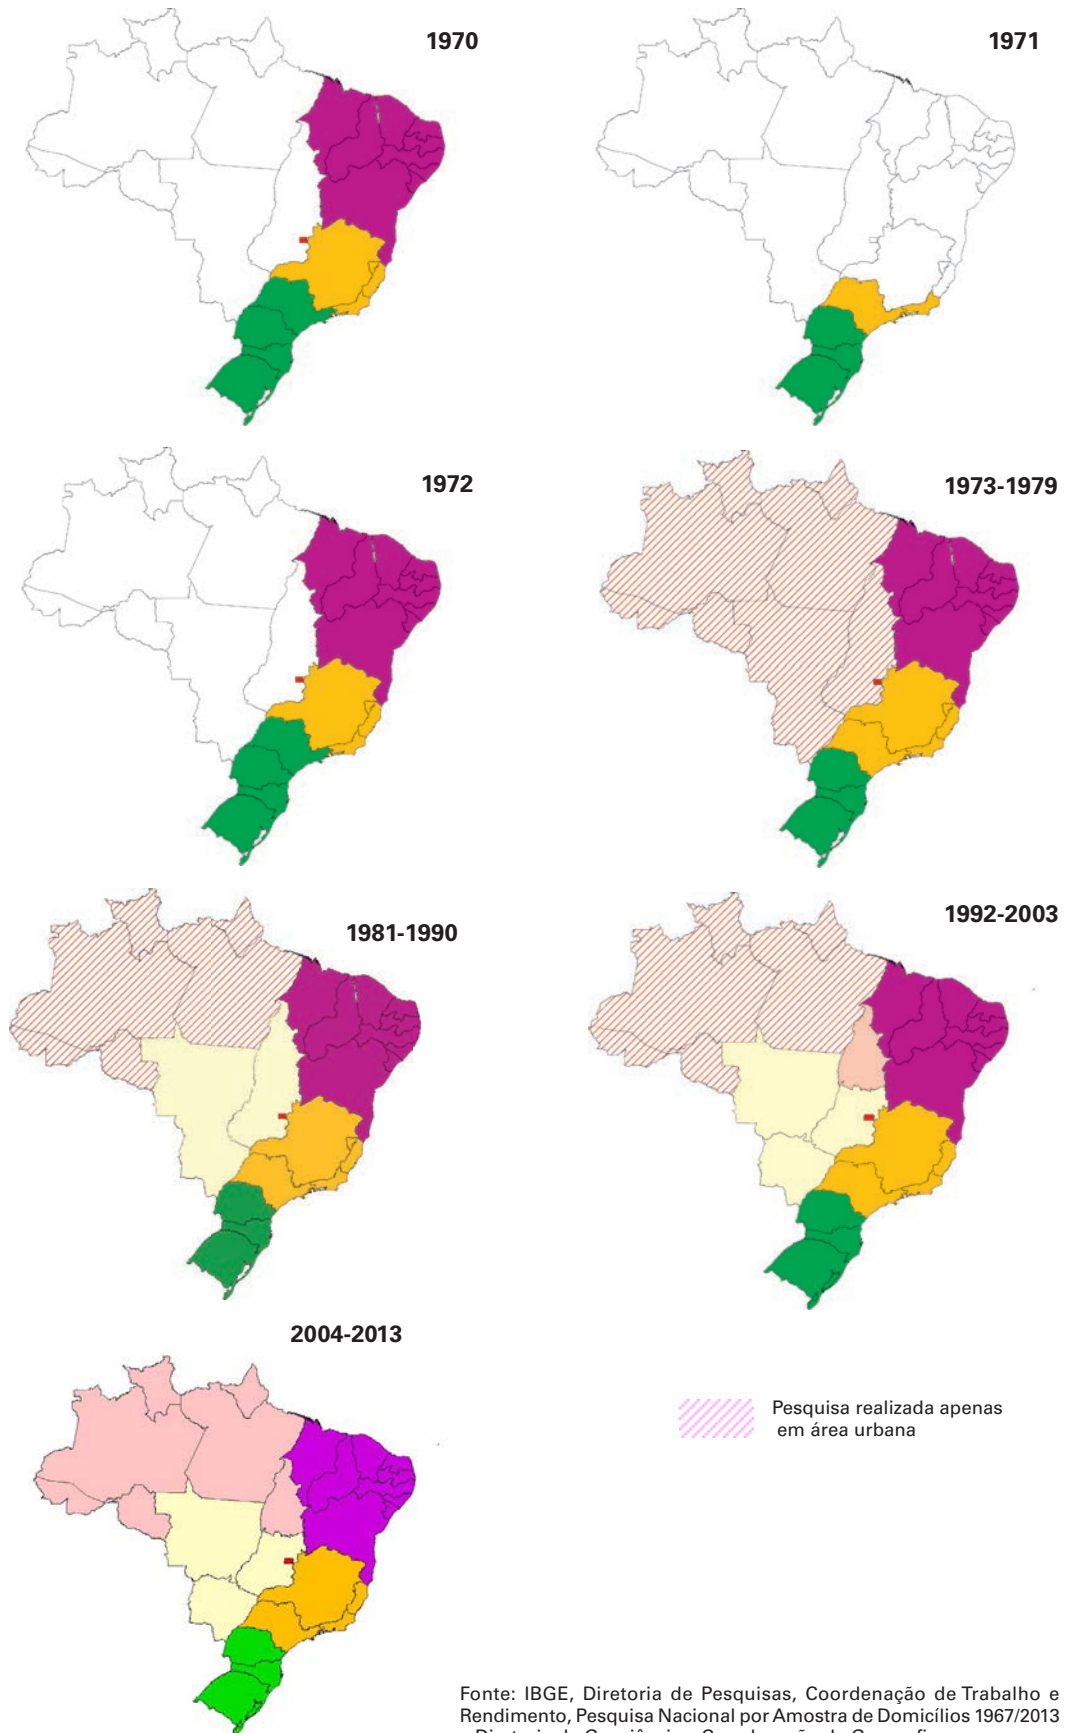 1970
1971
1972
1973-1979
1981-1990
1992-2003
2004-2013
Pesquisa realizada apenas
em área urbana
Fonte: IBGE, Diretoria de Pesquisas, Coordenação de Trabalho e
Rendimento, Pesquisa Nacional por Amostra de Domicílios 1967/2013